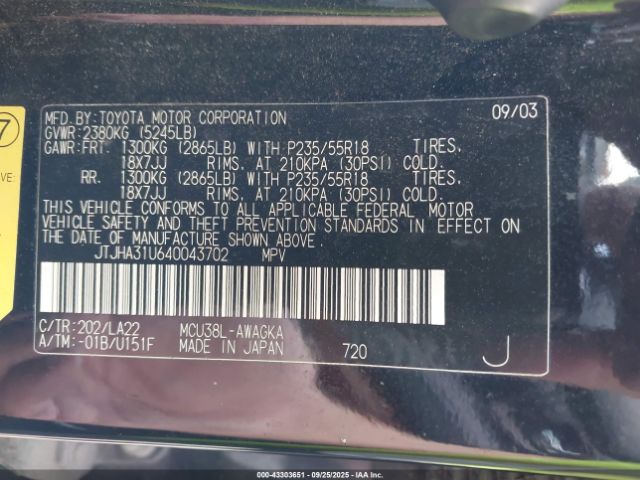 MFD.BY:TOYOTA MOTOR CORPORATION 09/03
GVWR:2380KG (5245LB)
GAWR:FRT. 1300KG (2865LB) WITH P235/55R18 TIRES,
18X7JJ RIMS. AT 210KPA (30PSI) COLD.
RR. 1300KG (2865LB) WITH P235/55R18 TIRES,
18X7JJ RIMS. AT 210KPA (30PSI) COLD.
THIS VEHICLE CONFORMS TO ALL APPLICABLE FEDERAL MOTOR
VEHICLE SAFETY AND THEFT PREVENTION STANDARDS IN EFFECT ON
THE DATE OF MANUFACTURE SHOWN ABOVE.
JTJHA31U640043702 MPV
C/TR:202/LA22 MCU38L-AWAGKA
A/TM:-01B/U151F MADE IN JAPAN 720 J
7
VE:
000-43303651 - 09/25/2025 - COPART.COM